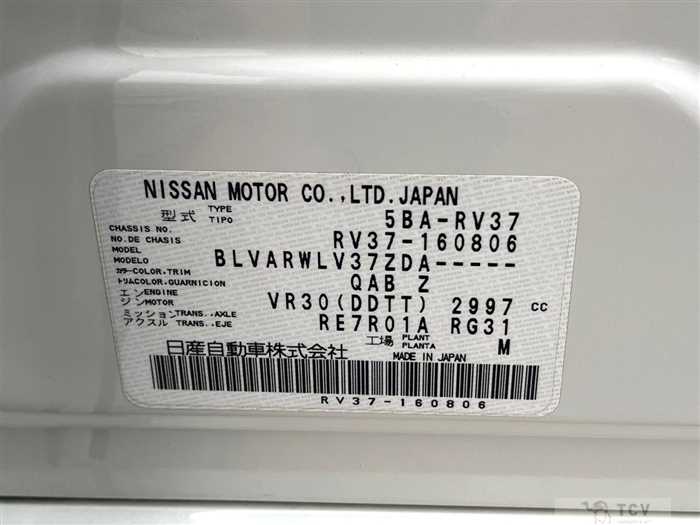 NISSAN MOTOR CO.,LTD.JAPAN
型式 TYPE TIPO 5BA-RV37
CHASSIS NO. NO.DE CHASIS RV37-160806
MODEL MODELO BLVARWLV37ZDA-----
カラー COLOR,TRIM トリム COLOR,GUARNICION QAB Z
エンジン ENGINE MOTOR VR30(DDTT) 2997 CC
ミッション TRANS.,AXLE アクスル TRANS.,EJE RE7R01A RG31
工場 PLANT PLANTA M
日産自動車株式会社 MADE IN JAPAN
RV37-160806
TCV